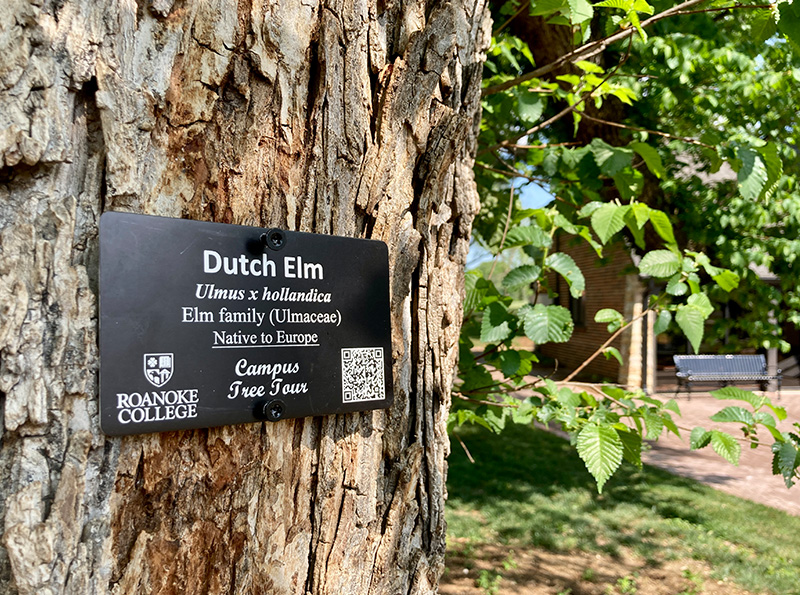 Dutch Elm
Ulmus x hollandica
Elm family (Ulmaceae)
Native to Europe
Campus
Tree Tour
ROANOKE
COLLEGE